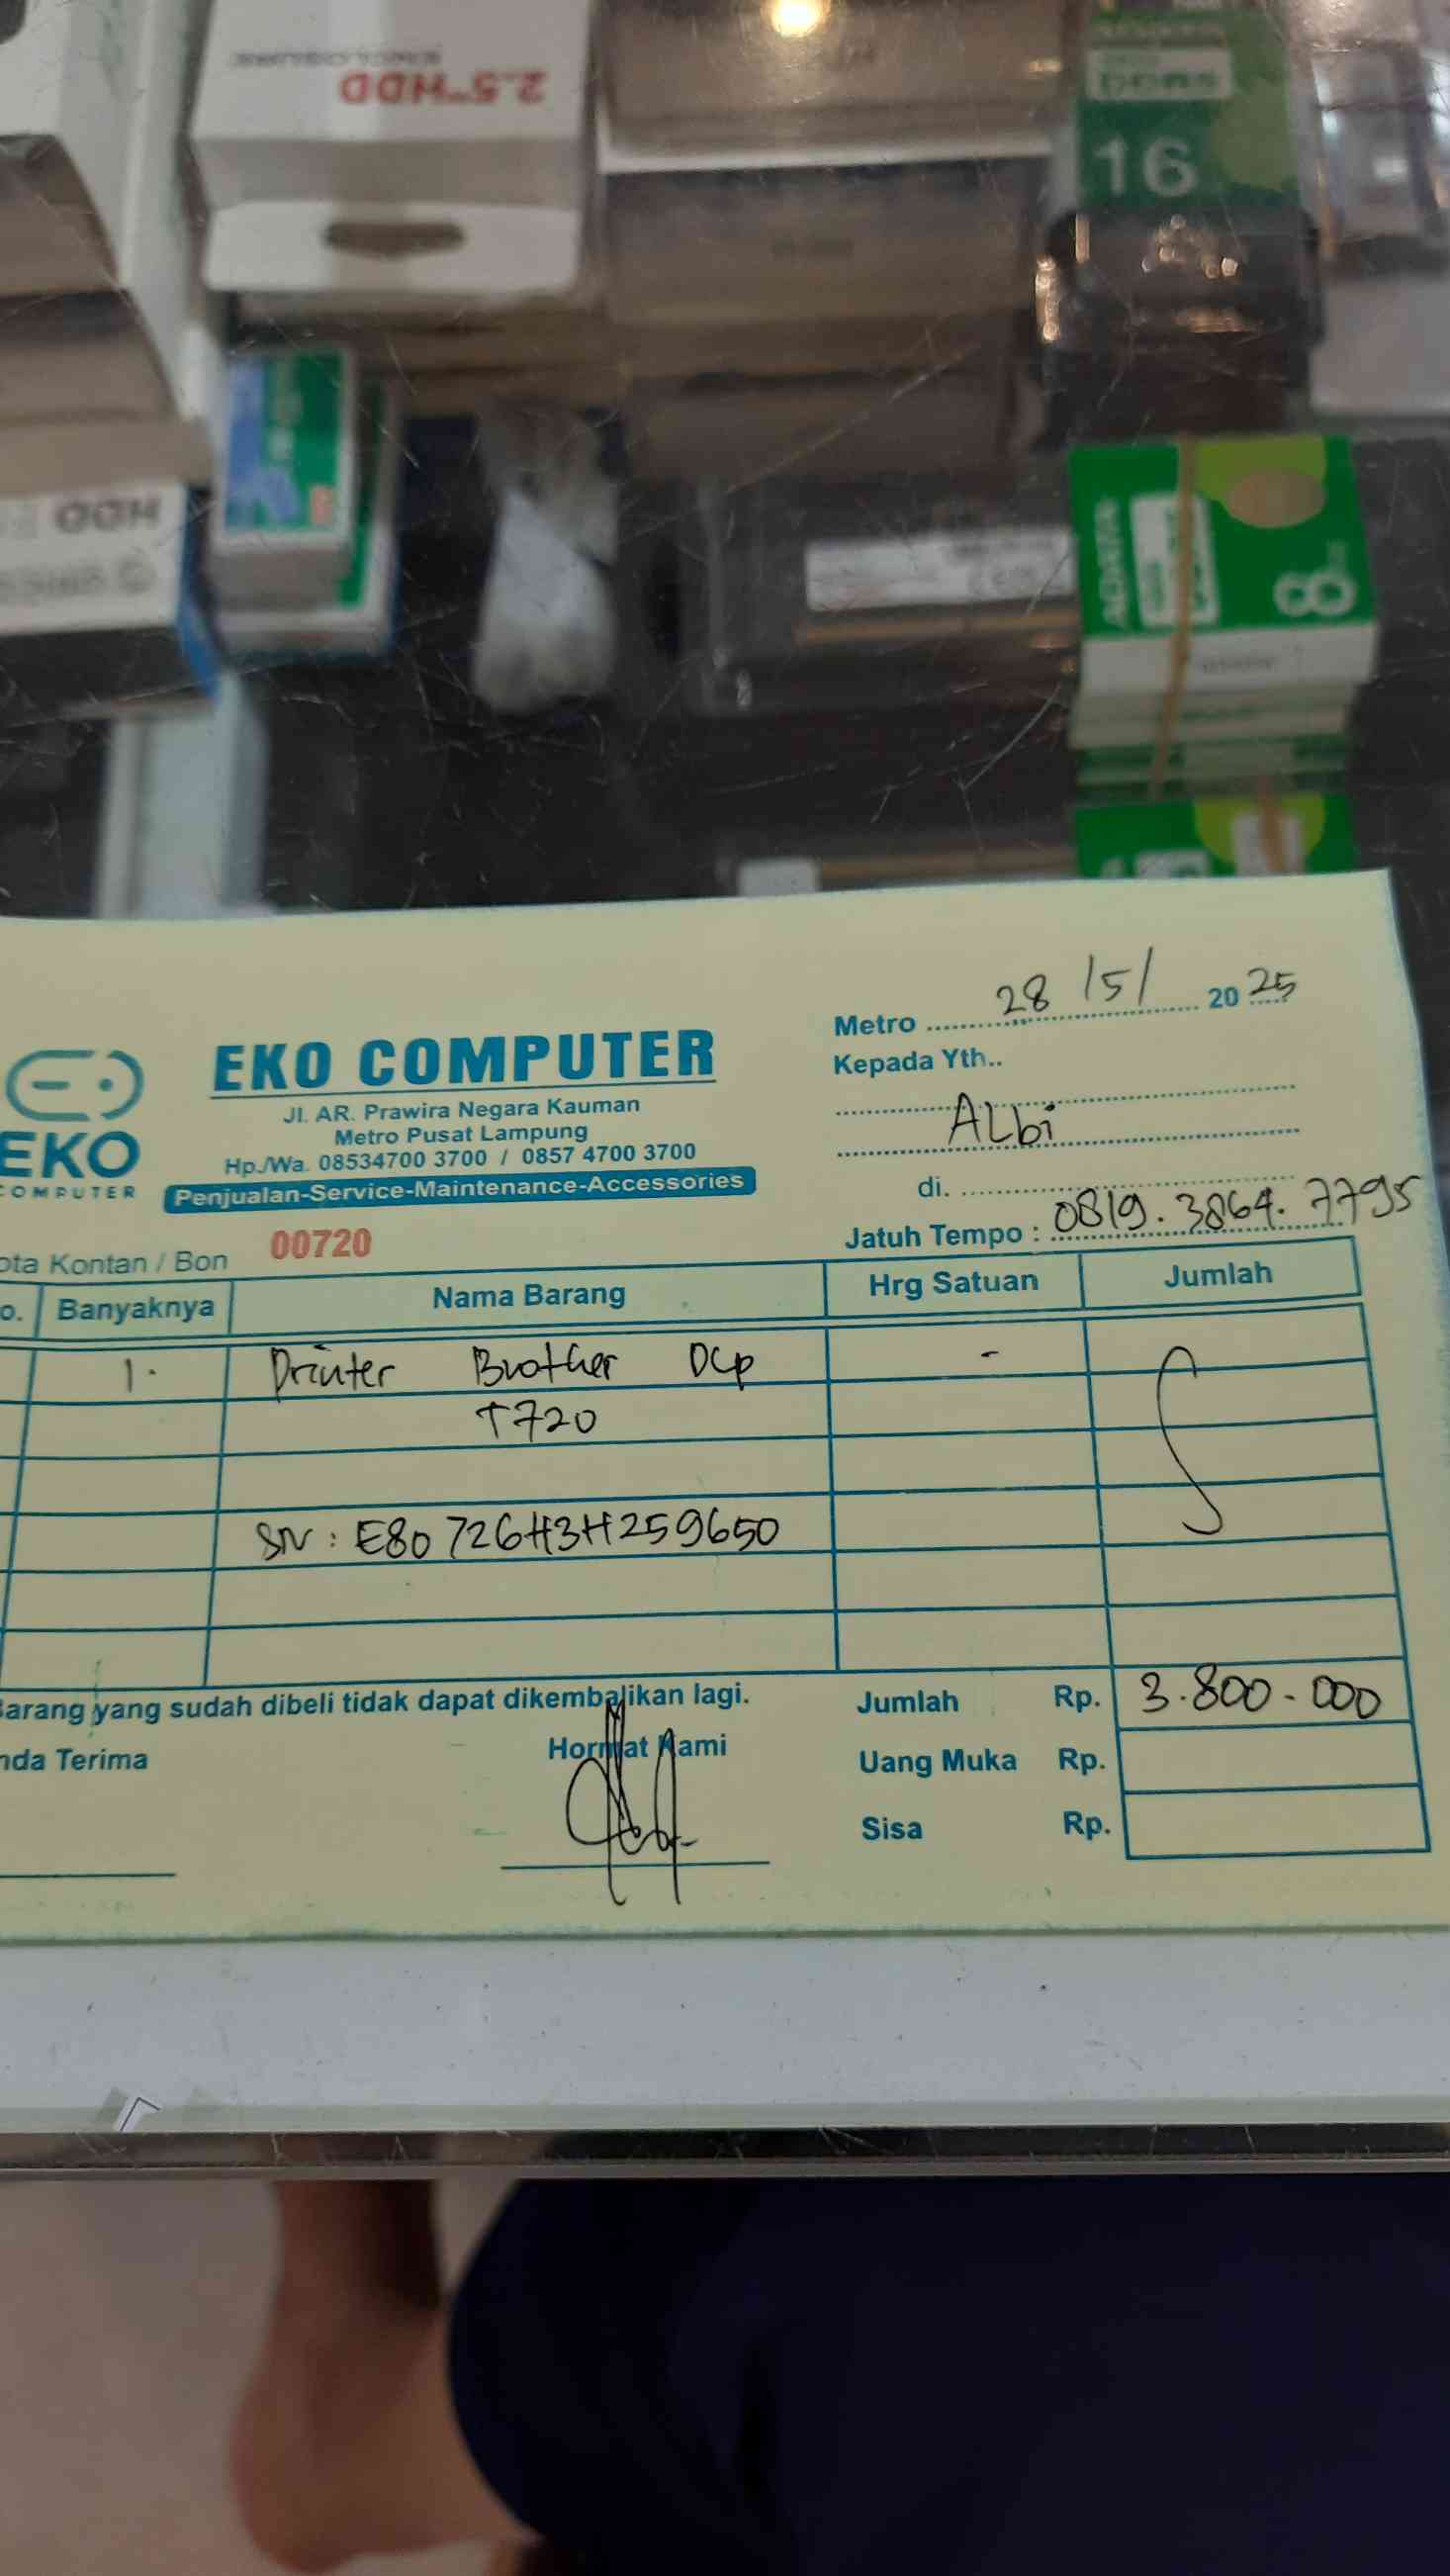 2.5" HDD
ENCLOSURE
16
HDD
ADATA
8
Metro 28 /5/ 2025
Kepada Yth..
Albi
di.
Jatuh Tempo : 0819.3864.7795
EKO
COMPUTER
EKO COMPUTER
Jl. AR. Prawira Negara Kauman
Metro Pusat Lampung
Hp./Wa. 08534700 3700 / 0857 4700 3700
Penjualan-Service-Maintenance-Accessories
ota Kontan / Bon 00720
o. Banyaknya Nama Barang Hrg Satuan Jumlah
1. Printer Brother Dcp -
T720
SN : E80726H3H259650
Barang yang sudah dibeli tidak dapat dikembalikan lagi.
Jumlah Rp. 3.800.000
nda Terima Hormat Kami
Uang Muka Rp.
Sisa Rp.